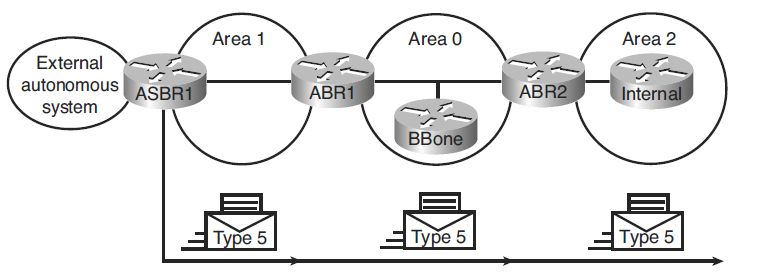 External
autonomous
system
ASBR1
Area 1
ABR1
Area 0
BBone
ABR2
Area 2
Internal
Type 5
Type 5
Type 5